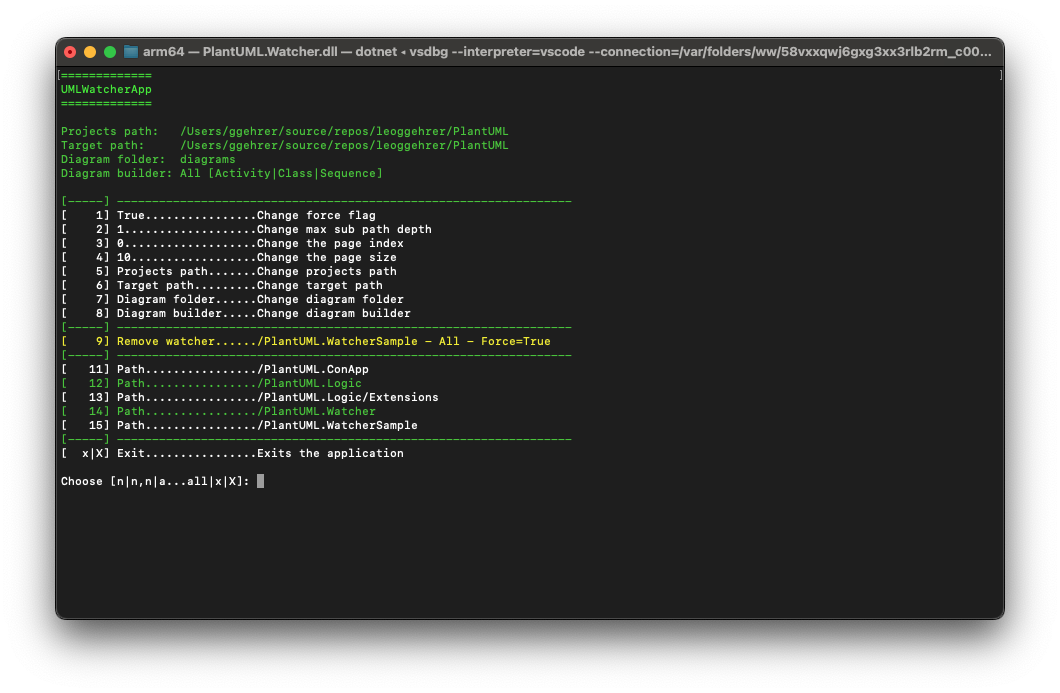 arm64 — PlantUML.Watcher.dll — dotnet ◂ vsdbg --interpreter=vscode --connection=/var/folders/ww/58vxxqwj6gxg3xx3rlb2rm_c00...
[============= ]
UMLWatcherApp
=============
Projects path:   /Users/ggehrer/source/repos/leoggehrer/PlantUML
Target path:     /Users/ggehrer/source/repos/leoggehrer/PlantUML
Diagram folder:  diagrams
Diagram builder: All [Activity|Class|Sequence]
[-----] -----------------------------------------------------------------
[    1] True................Change force flag
[    2] 1...................Change max sub path depth
[    3] 0...................Change the page index
[    4] 10..................Change the page size
[    5] Projects path.......Change projects path
[    6] Target path.........Change target path
[    7] Diagram folder......Change diagram folder
[    8] Diagram builder.....Change diagram builder
[-----] -----------------------------------------------------------------
[    9] Remove watcher....../PlantUML.WatcherSample - All - Force=True
[-----] -----------------------------------------------------------------
[   11] Path................/PlantUML.ConApp
[   12] Path................/PlantUML.Logic
[   13] Path................/PlantUML.Logic/Extensions
[   14] Path................/PlantUML.Watcher
[   15] Path................/PlantUML.WatcherSample
[-----] -----------------------------------------------------------------
[  x|X] Exit................Exits the application
Choose [n|n,n|a...all|x|X]: